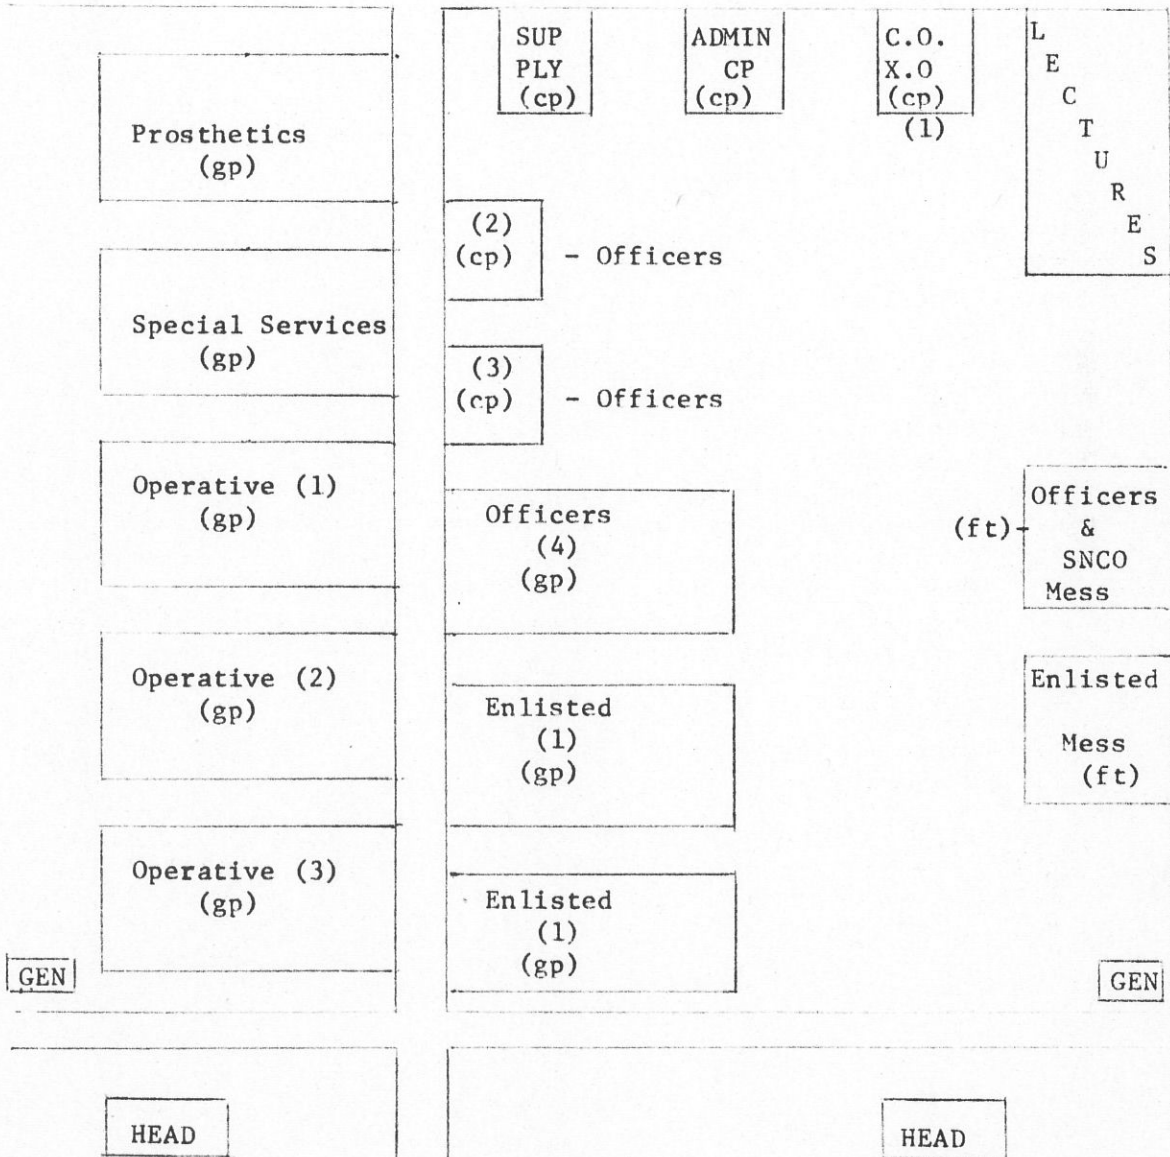 SUP
PLY
(cp)
ADMIN
CP
(cp)
C.O.
X.O
(cp)
(1)
L
E
C
T
U
R
E
S
Prosthetics
(gp)
(2)
(cp) - Officers
Special Services
(gp)
(3)
(cp) - Officers
Operative (1)
(gp)
Officers
(4)
(gp)
(ft)-
Officers
&
SNCO
Mess
Operative (2)
(gp)
Enlisted
(1)
(gp)
Enlisted
Mess
(ft)
Operative (3)
(gp)
Enlisted
(1)
(gp)
GEN
GEN
HEAD
HEAD